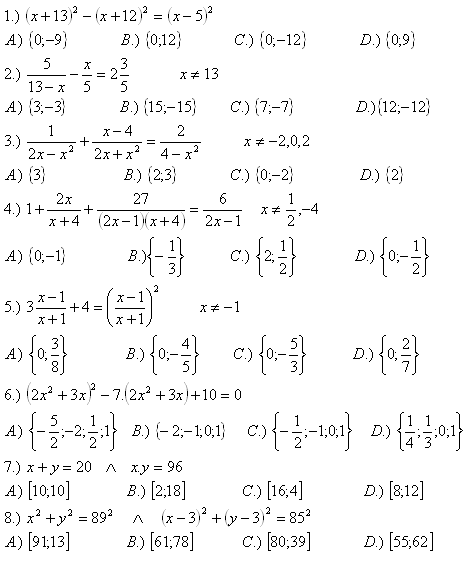 1.) (x+13)² − (x+12)² = (x−5)²
A) {0;−9} B.) {0;12} C.) {0;−12} D.) {0;9}
2.) 5/(13−x) − x/5 = 2 3/5 x ≠ 13
A) {3;−3} B.) {15;−15} C.) {7;−7} D.) {12;−12}
3.) 1/(2x−x²) + (x−4)/(2x+x²) = 2/(4−x²) x ≠ −2,0,2
A) {3} B.) {2;3} C.) {0;−2} D.) {2}
4.) 1 + 2x/(x+4) + 27/((2x−1)(x+4)) = 6/(2x−1) x ≠ 1/2,−4
A) {0;−1} B.) {−1/3} C.) {2;1/2} D.) {0;−1/2}
5.) 3 (x−1)/(x+1) + 4 = ((x−1)/(x+1))² x ≠ −1
A) {0;3/8} B.) {0;−4/5} C.) {0;−5/3} D.) {0;2/7}
6.) (2x²+3x)² − 7.(2x²+3x)+10 = 0
A) {−5/2;−2;1/2;1} B.) {−2;−1;0;1} C.) {−1/2;−1;0;1} D.) {1/4;1/3;0;1}
7.) x+y = 20 ∧ x.y = 96
A) [10;10] B.) [2;18] C.) [16;4] D.) [8;12]
8.) x² + y² = 89² ∧ (x−3)² + (y−3)² = 85²
A) [91;13] B.) [61;78] C.) [80;39] D.) [55;62]